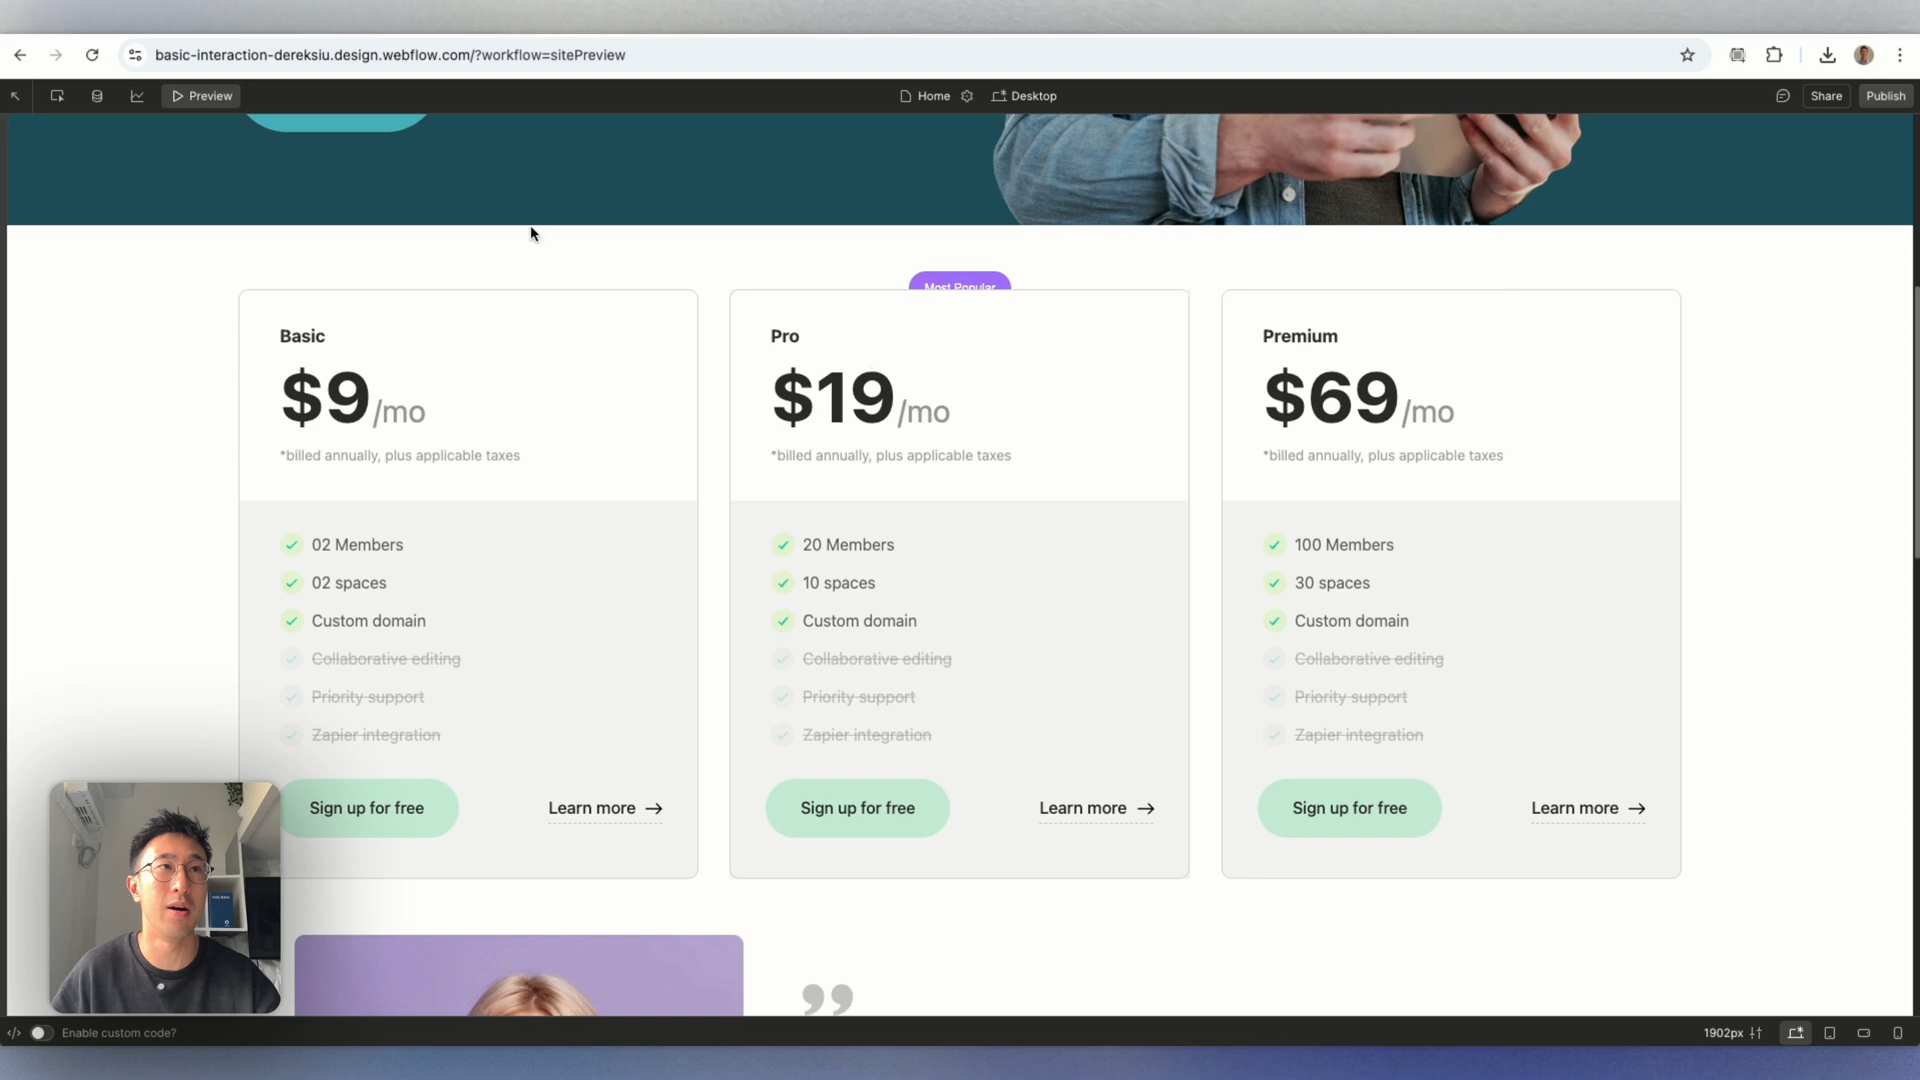 basic-interaction-dereksiu.design.webflow.com/?workflow=sitePreview
Preview
Home
Desktop
Share
Publish
Most Popular
Basic
$9/mo
*billed annually, plus applicable taxes
02 Members
02 spaces
Custom domain
Collaborative editing
Priority support
Zapier integration
Sign up for free
Learn more →
Pro
$19/mo
*billed annually, plus applicable taxes
20 Members
10 spaces
Custom domain
Collaborative editing
Priority support
Zapier integration
Sign up for free
Learn more →
Premium
$69/mo
*billed annually, plus applicable taxes
100 Members
30 spaces
Custom domain
Collaborative editing
Priority support
Zapier integration
Sign up for free
Learn more →
”
</> Enable custom code?
1902px